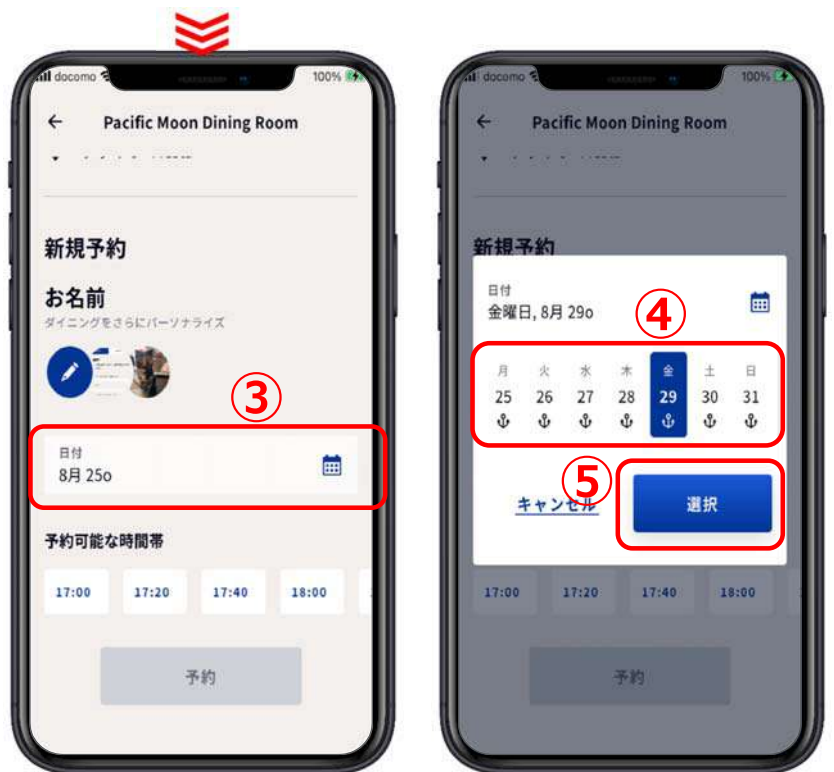 docomo
100%
← Pacific Moon Dining Room
新規予約
お名前
ダイニングをさらにパーソナライズ
③
日付
8月 25o
予約可能な時間帯
17:00 17:20 17:40 18:00
予約
docomo
100%
← Pacific Moon Dining Room
新規予約
日付
金曜日, 8月 29o
④
月 火 水 木 金 土 日
25 26 27 28 29 30 31
⑤
キャンセル 選択
17:00 17:20 17:40 18:00
予約